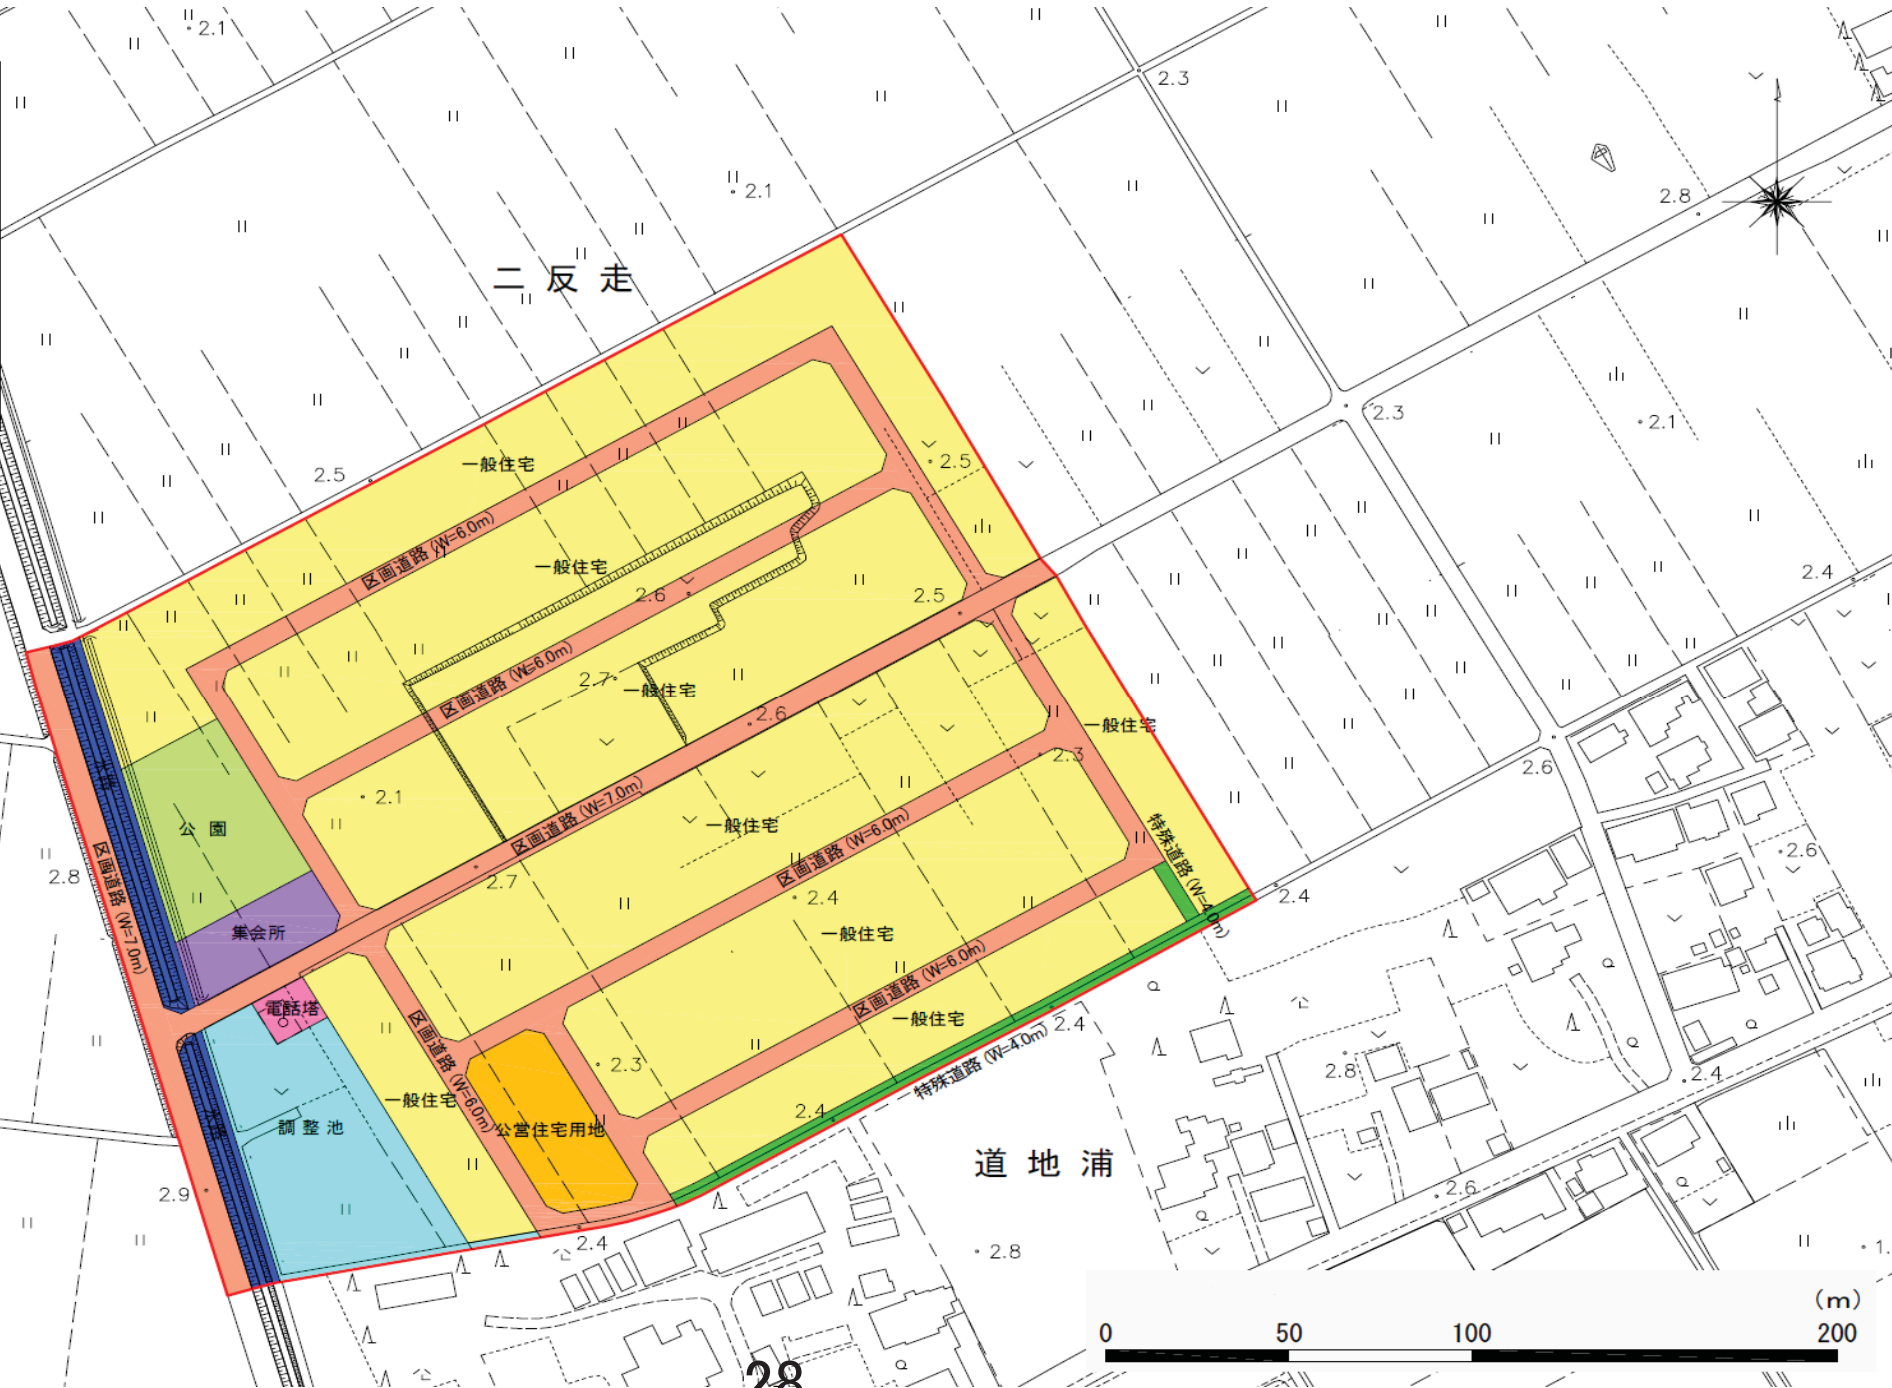 2.1
2.3
2.1
2.8
二反走
2.3
2.1
2.5
一般住宅
2.5
区画道路 (W=6.0m)
一般住宅
2.6
2.5
2.4
区画道路 (W=6.0m)
2.7
一般住宅
2.6
一般住宅
2.3
2.6
水路
2.1
区画道路 (W=7.0m)
一般住宅
公園
区画道路 (W=6.0m)
特殊道路 (W=4.0m)
2.6
2.8
区画道路 (W=7.0m)
2.7
2.4
2.4
集会所
一般住宅
区画道路 (W=6.0m)
電話塔
一般住宅
2.4
区画道路 (W=6.0m)
2.3
特殊道路 (W=4.0m)
2.8
2.4
一般住宅
2.4
水路
調整池
公営住宅用地
道地浦
2.9
2.6
2.4
2.8
1.
(m)
0 50 100 200
28